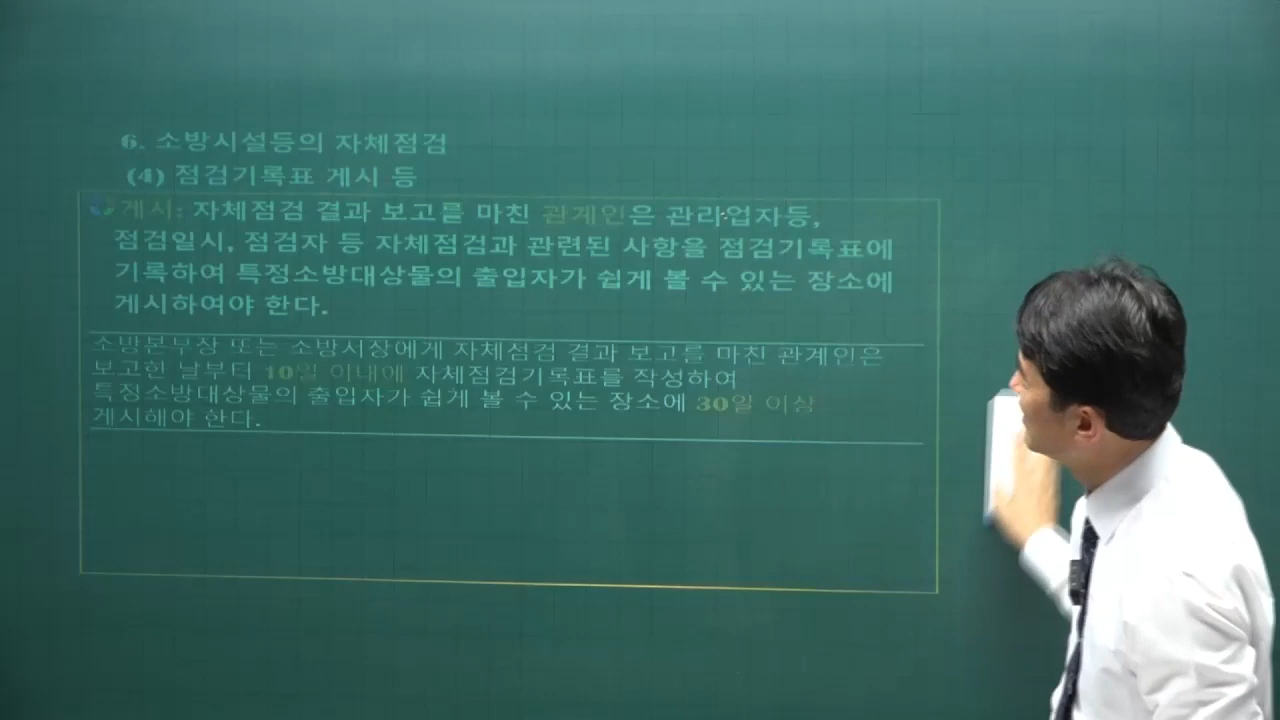 6. 소방시설등의 자체점검
(4) 점검기록표 게시 등
게시: 자체점검 결과 보고를 마친 관계인은 관리업자등,
점검일시, 점검자 등 자체점검과 관련된 사항을 점검기록표에
기록하여 특정소방대상물의 출입자가 쉽게 볼 수 있는 장소에
게시하여야 한다.
소방본부장 또는 소방서장에게 자체점검 결과 보고를 마친 관계인은
보고한 날부터 10일 이내에 자체점검기록표를 작성하여
특정소방대상물의 출입자가 쉽게 볼 수 있는 장소에 30일 이상
게시해야 한다.